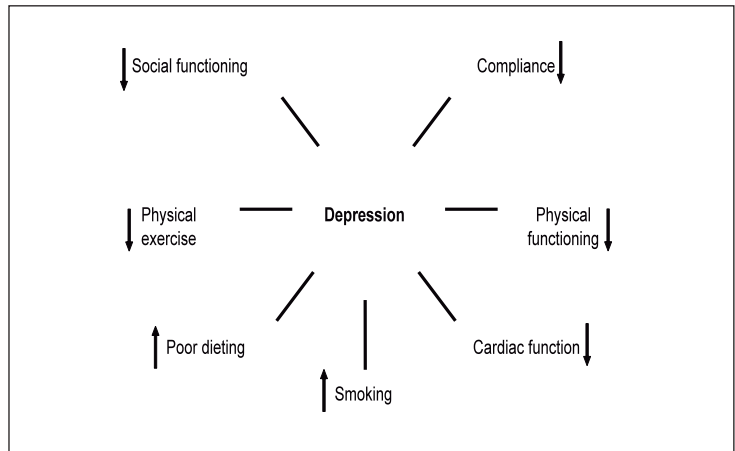 Social functioning
Compliance
Physical
exercise
Depression
Physical
functioning
Poor dieting
Cardiac function
Smoking